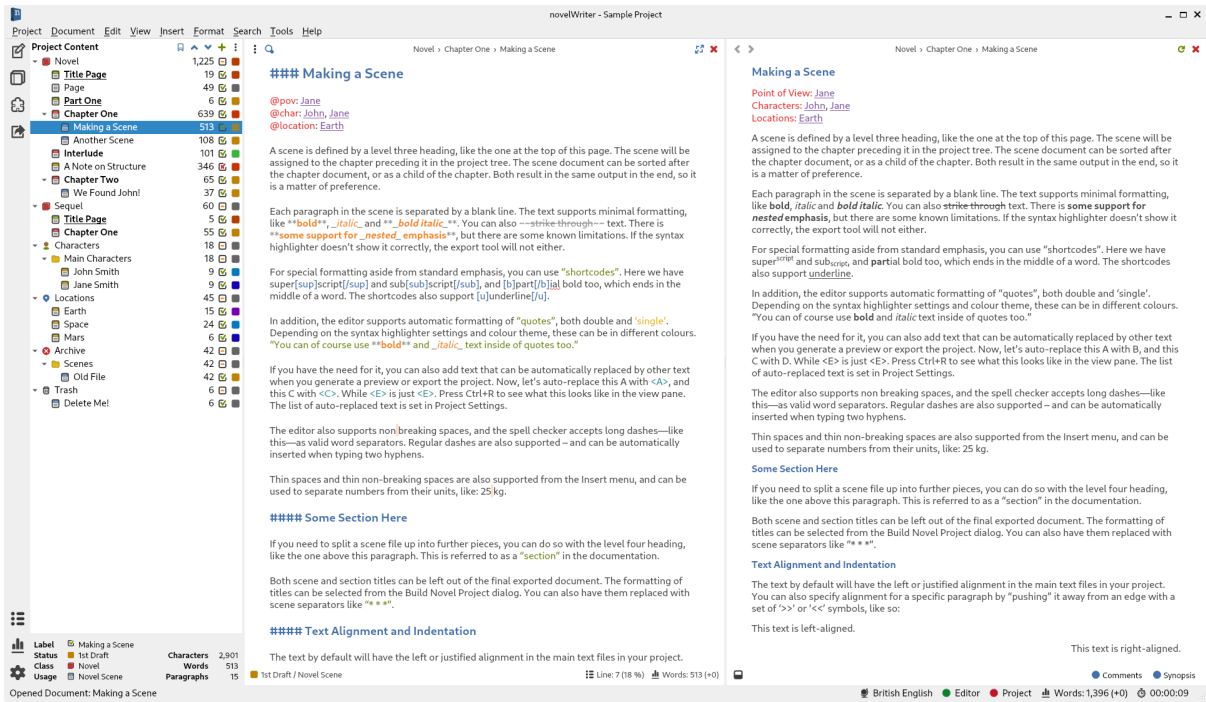 novelWriter - Sample Project
Project Document Edit View Insert Format Search Tools Help
Project Content
Novel 1,225
Title Page 19
Page 49
Part One 6
Chapter One 639
Making a Scene 513
Another Scene 108
Interlude 101
A Note on Structure 346
Chapter Two 65
We Found John! 37
Sequel 60
Title Page 5
Chapter One 55
Characters 18
Main Characters 18
John Smith 9
Jane Smith 9
Locations 45
Earth 15
Space 24
Mars 6
Archive 42
Scenes 42
Old File 42
Trash 6
Delete Me! 6
Label Making a Scene
Status 1st Draft Characters 2,901
Class Novel Words 513
Usage Novel Scene Paragraphs 15
Novel › Chapter One › Making a Scene
### Making a Scene
@pov: Jane
@char: John, Jane
@location: Earth
A scene is defined by a level three heading, like the one at the top of this page. The scene will be
assigned to the chapter preceding it in the project tree. The scene document can be sorted after
the chapter document, or as a child of the chapter. Both result in the same output in the end, so it
is a matter of preference.
Each paragraph in the scene is separated by a blank line. The text supports minimal formatting,
like **bold**, _italic_ and **_bold italic_**. You can also ~~strike through~~ text. There is
**some support for _nested_ emphasis**, but there are some known limitations. If the syntax
highlighter doesn’t show it correctly, the export tool will not either.
For special formatting aside from standard emphasis, you can use “shortcodes”. Here we have
super[sup]script[/sup] and sub[sub]script[/sub], and [b]part[/b]ial bold too, which ends in the
middle of a word. The shortcodes also support [u]underline[/u].
In addition, the editor supports automatic formatting of “quotes”, both double and ‘single’.
Depending on the syntax highlighter settings and colour theme, these can be in different colours.
“You can of course use **bold** and _italic_ text inside of quotes too.”
If you have the need for it, you can also add text that can be automatically replaced by other text
when you generate a preview or export the project. Now, let’s auto-replace this A with <A>, and
this C with <C>. While <E> is just <E>. Press Ctrl+R to see what this looks like in the view pane.
The list of auto-replaced text is set in Project Settings.
The editor also supports non breaking spaces, and the spell checker accepts long dashes—like
this—as valid word separators. Regular dashes are also supported – and can be automatically
inserted when typing two hyphens.
Thin spaces and thin non-breaking spaces are also supported from the Insert menu, and can be
used to separate numbers from their units, like: 25 kg.
#### Some Section Here
If you need to split a scene file up into further pieces, you can do so with the level four heading,
like the one above this paragraph. This is referred to as a “section” in the documentation.
Both scene and section titles can be left out of the final exported document. The formatting of
titles can be selected from the Build Novel Project dialog. You can also have them replaced with
scene separators like “* * *”.
#### Text Alignment and Indentation
The text by default will have the left or justified alignment in the main text files in your project.
1st Draft / Novel Scene Line: 7 (18 %) Words: 513 (+0)
Novel › Chapter One › Making a Scene
Making a Scene
Point of View: Jane
Characters: John, Jane
Locations: Earth
A scene is defined by a level three heading, like the one at the top of this page. The scene will be
assigned to the chapter preceding it in the project tree. The scene document can be sorted after
the chapter document, or as a child of the chapter. Both result in the same output in the end, so it
is a matter of preference.
Each paragraph in the scene is separated by a blank line. The text supports minimal formatting,
like bold, italic and bold italic. You can also strike through text. There is some support for
nested emphasis, but there are some known limitations. If the syntax highlighter doesn’t show it
correctly, the export tool will not either.
For special formatting aside from standard emphasis, you can use “shortcodes”. Here we have
superscript and subscript, and partial bold too, which ends in the middle of a word. The shortcodes
also support underline.
In addition, the editor supports automatic formatting of “quotes”, both double and ‘single’.
Depending on the syntax highlighter settings and colour theme, these can be in different colours.
“You can of course use bold and italic text inside of quotes too.”
If you have the need for it, you can also add text that can be automatically replaced by other text
when you generate a preview or export the project. Now, let’s auto-replace this A with B, and this
C with D. While <E> is just <E>. Press Ctrl+R to see what this looks like in the view pane. The list
of auto-replaced text is set in Project Settings.
The editor also supports non breaking spaces, and the spell checker accepts long dashes—like
this—as valid word separators. Regular dashes are also supported – and can be automatically
inserted when typing two hyphens.
Thin spaces and thin non-breaking spaces are also supported from the Insert menu, and can be
used to separate numbers from their units, like: 25 kg.
Some Section Here
If you need to split a scene file up into further pieces, you can do so with the level four heading,
like the one above this paragraph. This is referred to as a “section” in the documentation.
Both scene and section titles can be left out of the final exported document. The formatting of
titles can be selected from the Build Novel Project dialog. You can also have them replaced with
scene separators like “* * *”.
Text Alignment and Indentation
The text by default will have the left or justified alignment in the main text files in your project.
You can also specify alignment for a specific paragraph by “pushing” it away from an edge with a
set of ‘>>’ or ‘<<’ symbols, like so:
This text is left-aligned.
This text is right-aligned.
Comments Synopsis
Opened Document: Making a Scene
British English Editor Project Words: 1,396 (+0) 00:00:09